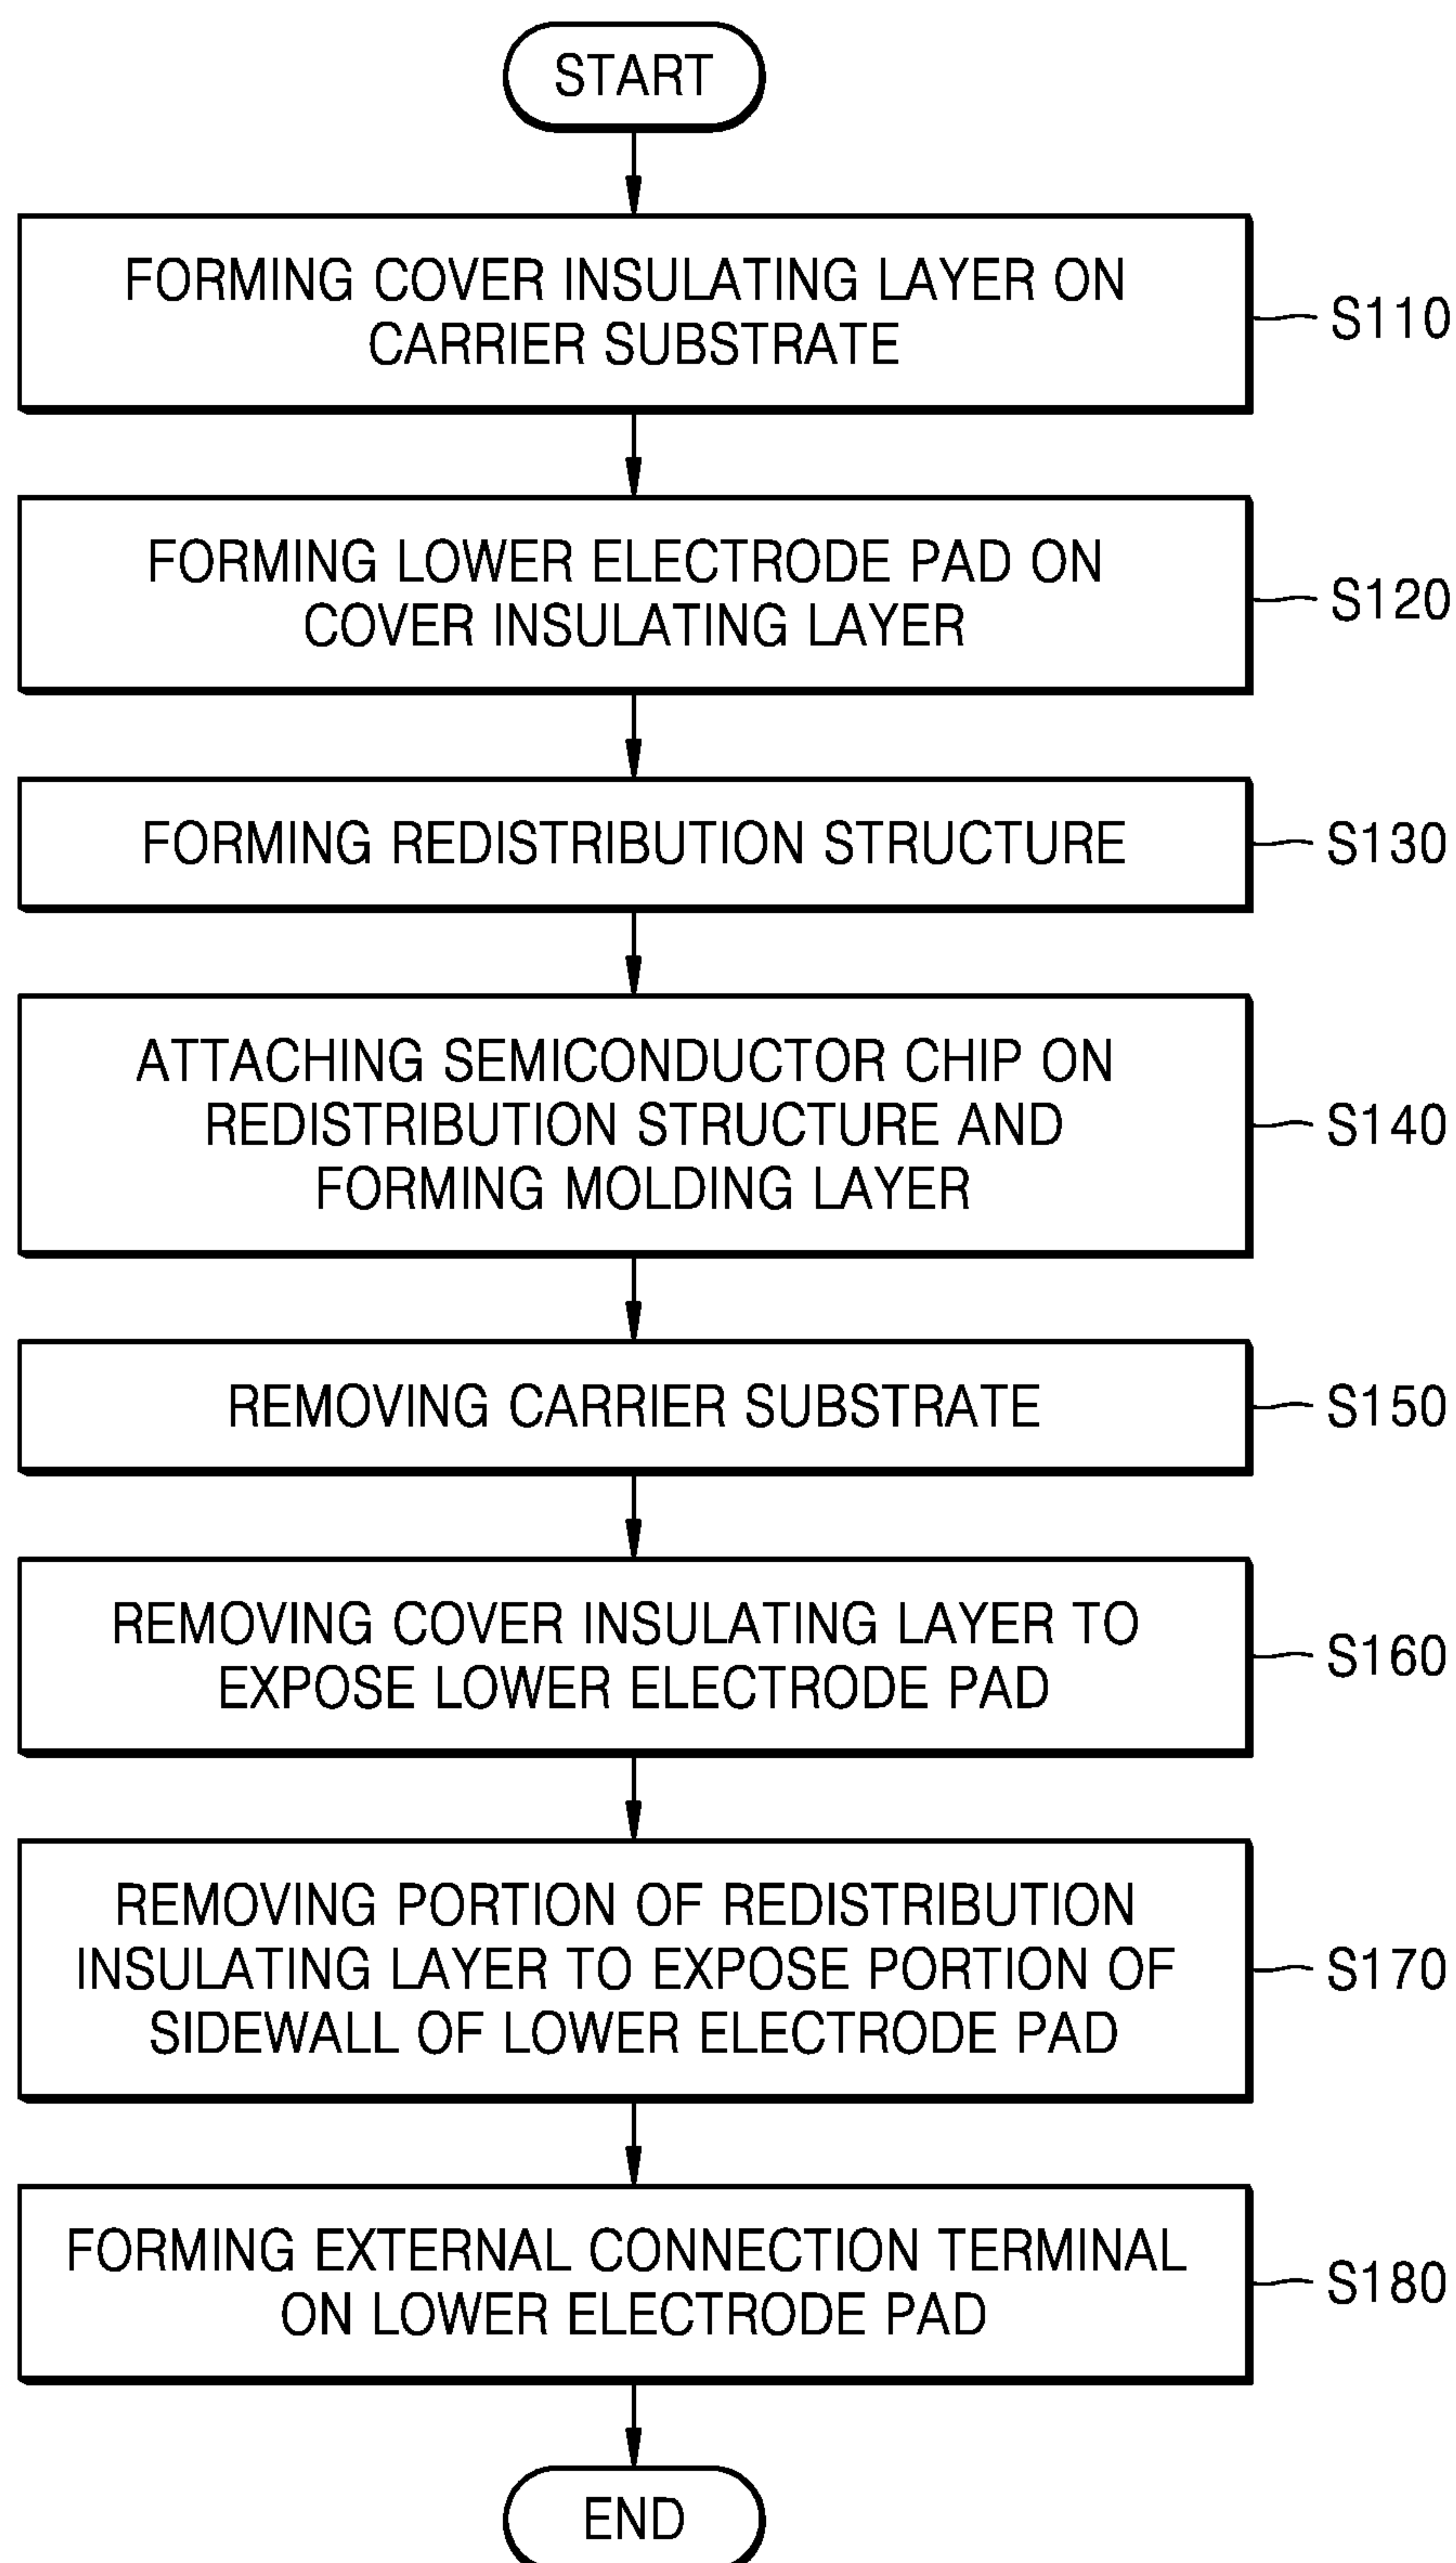 START
FORMING COVER INSULATING LAYER ON
CARRIER SUBSTRATE
S110
FORMING LOWER ELECTRODE PAD ON
COVER INSULATING LAYER
S120
FORMING REDISTRIBUTION STRUCTURE
S130
ATTACHING SEMICONDUCTOR CHIP ON
REDISTRIBUTION STRUCTURE AND
FORMING MOLDING LAYER
S140
REMOVING CARRIER SUBSTRATE
S150
REMOVING COVER INSULATING LAYER TO
EXPOSE LOWER ELECTRODE PAD
S160
REMOVING PORTION OF REDISTRIBUTION
INSULATING LAYER TO EXPOSE PORTION OF
SIDEWALL OF LOWER ELECTRODE PAD
S170
FORMING EXTERNAL CONNECTION TERMINAL
ON LOWER ELECTRODE PAD
S180
END